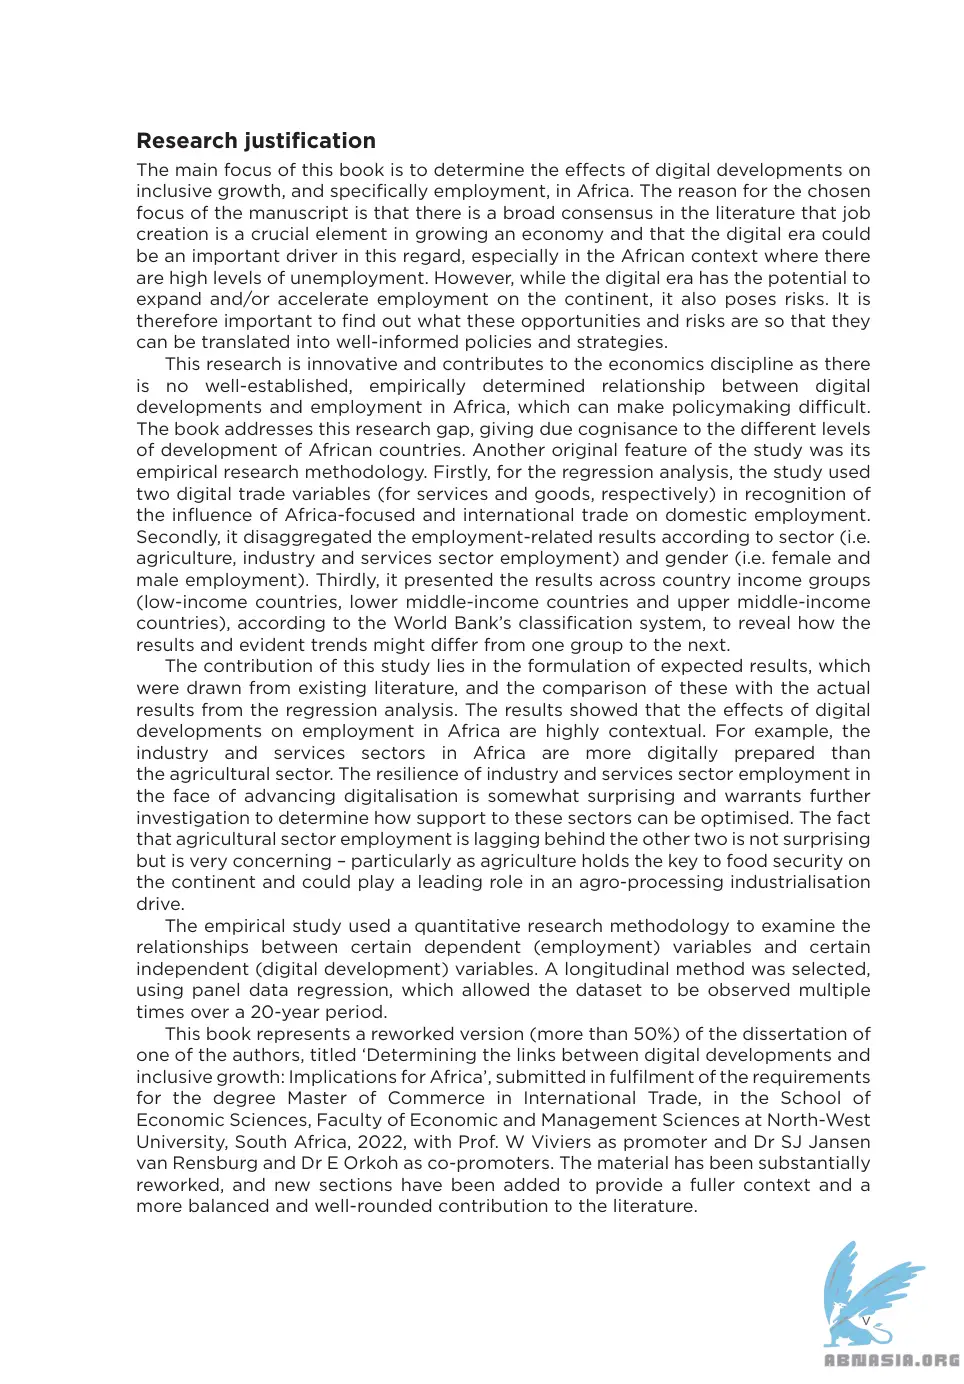 Research justification
The main focus of this book is to determine the effects of digital developments on
inclusive growth, and specifically employment, in Africa. The reason for the chosen
focus of the manuscript is that there is a broad consensus in the literature that job
creation is a crucial element in growing an economy and that the digital era could
be an important driver in this regard, especially in the African context where there
are high levels of unemployment. However, while the digital era has the potential to
expand and/or accelerate employment on the continent, it also poses risks. It is
therefore important to find out what these opportunities and risks are so that they
can be translated into well-informed policies and strategies.
This research is innovative and contributes to the economics discipline as there
is no well-established, empirically determined relationship between digital
developments and employment in Africa, which can make policymaking difficult.
The book addresses this research gap, giving due cognisance to the different levels
of development of African countries. Another original feature of the study was its
empirical research methodology. Firstly, for the regression analysis, the study used
two digital trade variables (for services and goods, respectively) in recognition of
the influence of Africa-focused and international trade on domestic employment.
Secondly, it disaggregated the employment-related results according to sector (i.e.
agriculture, industry and services sector employment) and gender (i.e. female and
male employment). Thirdly, it presented the results across country income groups
(low-income countries, lower middle-income countries and upper middle-income
countries), according to the World Bank’s classification system, to reveal how the
results and evident trends might differ from one group to the next.
The contribution of this study lies in the formulation of expected results, which
were drawn from existing literature, and the comparison of these with the actual
results from the regression analysis. The results showed that the effects of digital
developments on employment in Africa are highly contextual. For example, the
industry and services sectors in Africa are more digitally prepared than
the agricultural sector. The resilience of industry and services sector employment in
the face of advancing digitalisation is somewhat surprising and warrants further
investigation to determine how support to these sectors can be optimised. The fact
that agricultural sector employment is lagging behind the other two is not surprising
but is very concerning – particularly as agriculture holds the key to food security on
the continent and could play a leading role in an agro-processing industrialisation
drive.
The empirical study used a quantitative research methodology to examine the
relationships between certain dependent (employment) variables and certain
independent (digital development) variables. A longitudinal method was selected,
using panel data regression, which allowed the dataset to be observed multiple
times over a 20-year period.
This book represents a reworked version (more than 50%) of the dissertation of
one of the authors, titled ‘Determining the links between digital developments and
inclusive growth: Implications for Africa’, submitted in fulfilment of the requirements
for the degree Master of Commerce in International Trade, in the School of
Economic Sciences, Faculty of Economic and Management Sciences at North-West
University, South Africa, 2022, with Prof. W Viviers as promoter and Dr SJ Jansen
van Rensburg and Dr E Orkoh as co-promoters. The material has been substantially
reworked, and new sections have been added to provide a fuller context and a
more balanced and well-rounded contribution to the literature.
v
ABNASIA.ORG